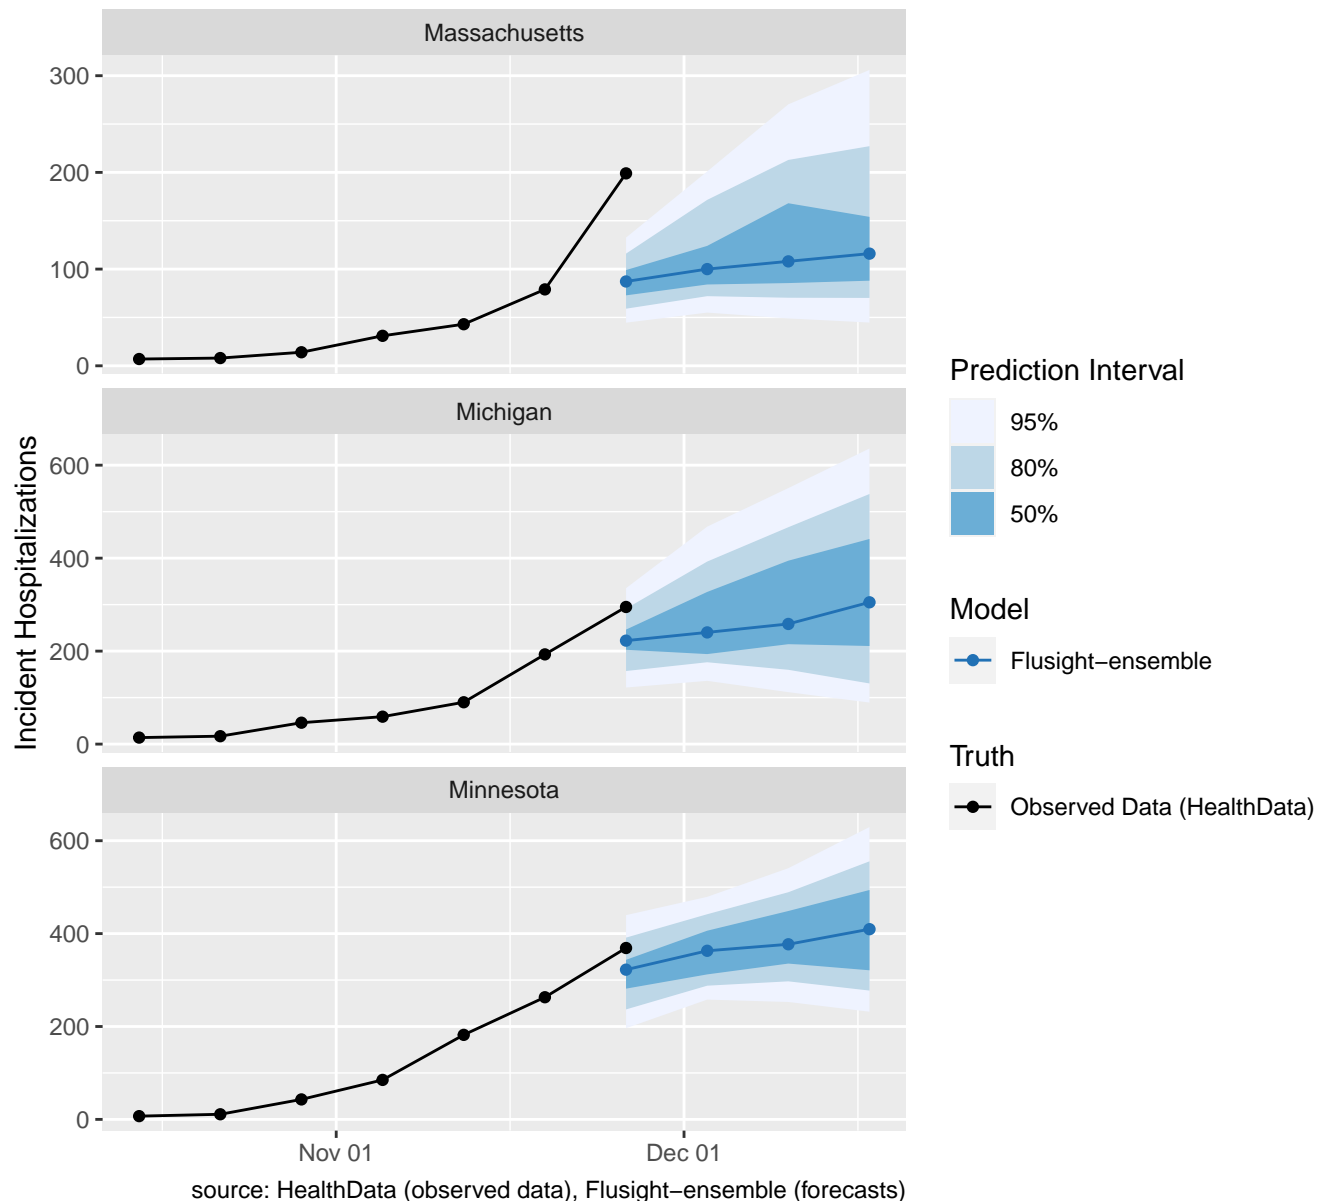 Massachusetts
300
200
100
0
Michigan
600
400
200
0
Minnesota
600
400
200
0
Nov 01
Dec 01
Incident Hospitalizations
source: HealthData (observed data), Flusight−ensemble (forecasts)
Prediction Interval
95%
80%
50%
Model
Flusight−ensemble
Truth
Observed Data (HealthData)